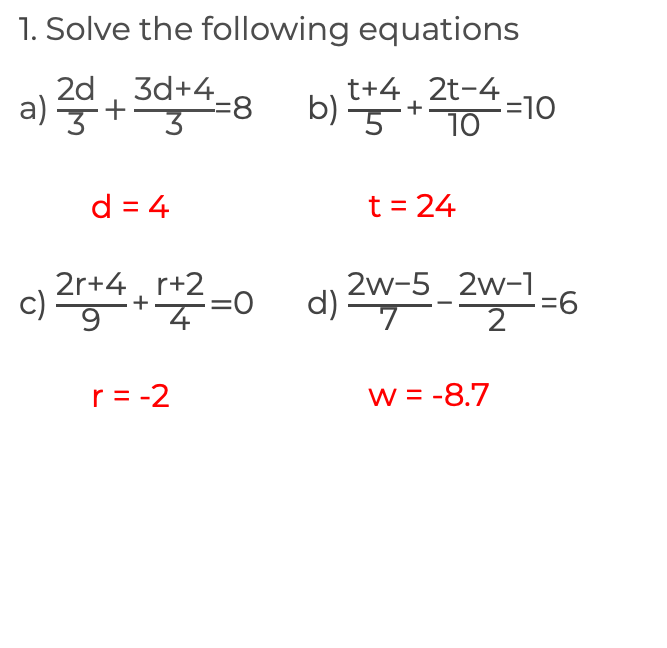 1. Solve the following equations
a) 2d/3 + 3d+4/3 =8 b) t+4/5 + 2t−4/10 =10
d = 4 t = 24
c) 2r+4/9 + r+2/4 =0 d) 2w−5/7 − 2w−1/2 =6
r = -2 w = -8.7